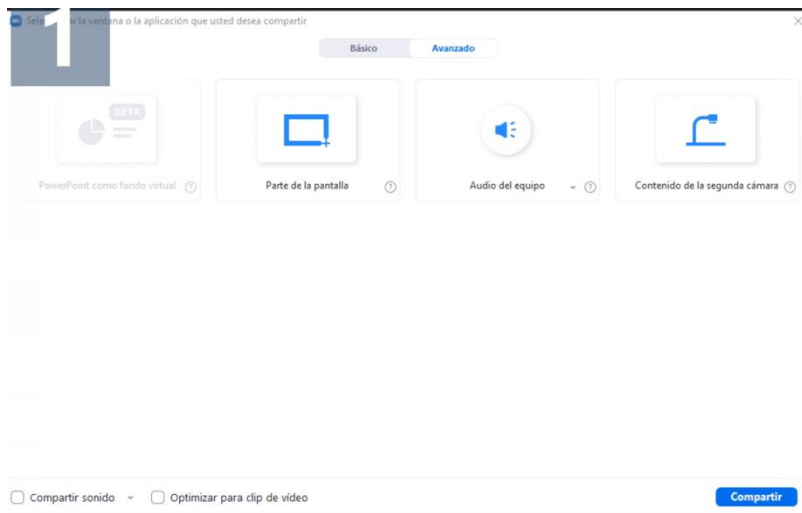 1
la ventana o la aplicación que usted desea compartir
Básico
Avanzado
BETA
PowerPoint como fondo virtual
Parte de la pantalla
Audio del equipo
Contenido de la segunda cámara
Compartir sonido
Optimizar para clip de vídeo
Compartir